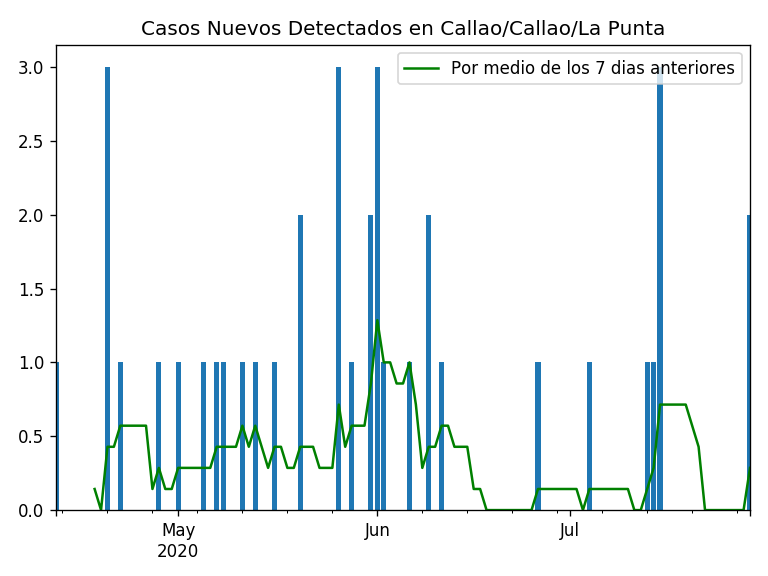 Casos Nuevos Detectados en Callao/Callao/La Punta
Por medio de los 7 dias anteriores
3.0
2.5
2.0
1.5
1.0
0.5
0.0
May
2020
Jun
Jul